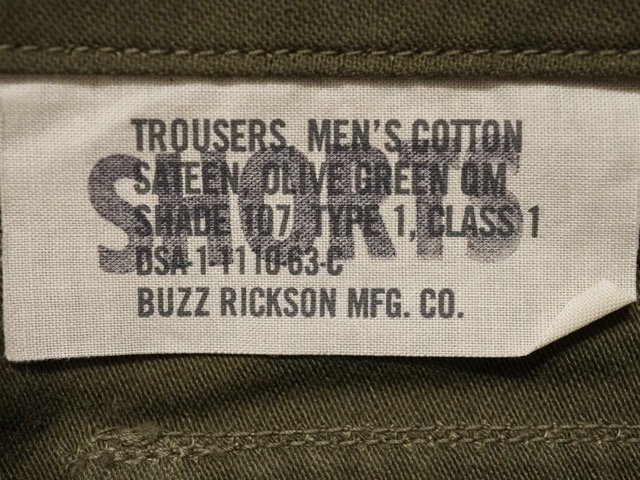 TROUSERS, MEN'S COTTON
SATEEN, OLIVE GREEN QM
SHADE 107, TYPE 1, CLASS 1
DSA-1-1110-63-C
BUZZ RICKSON MFG. CO.
SHORTS